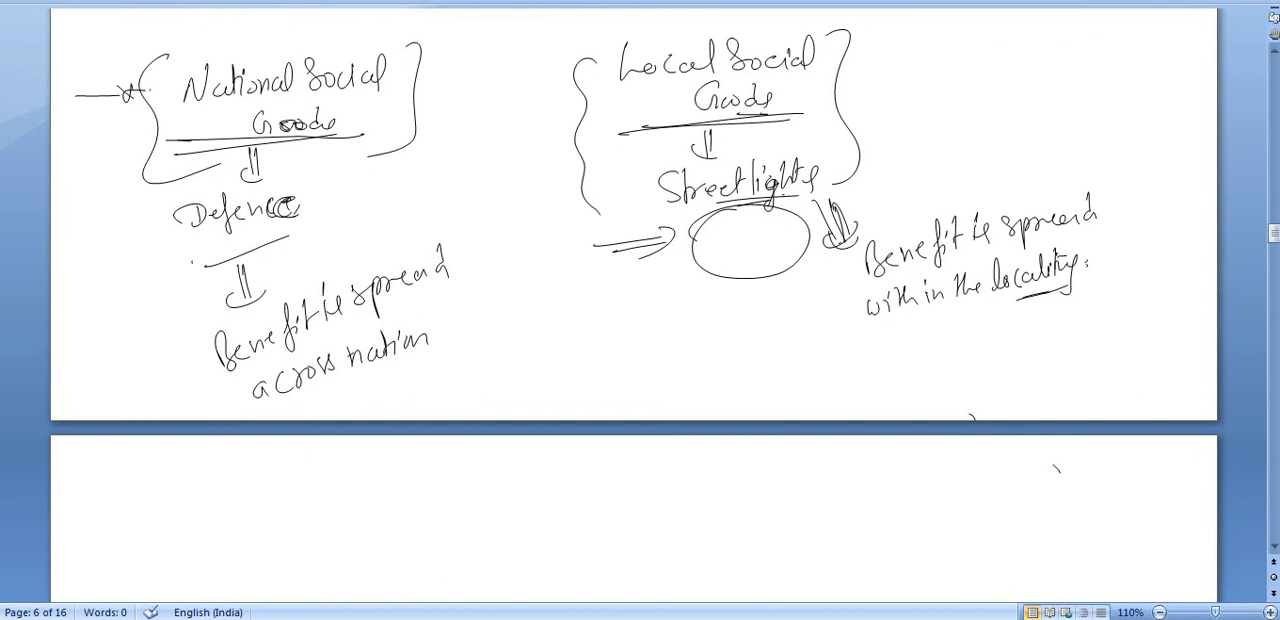 National Social
Goods
Defence
Benefit is spread
across nation
Local Social
Goods
Streetlights
Benefit is spread
with in the locality.
Page: 6 of 16
Words: 0
English (India)
110%